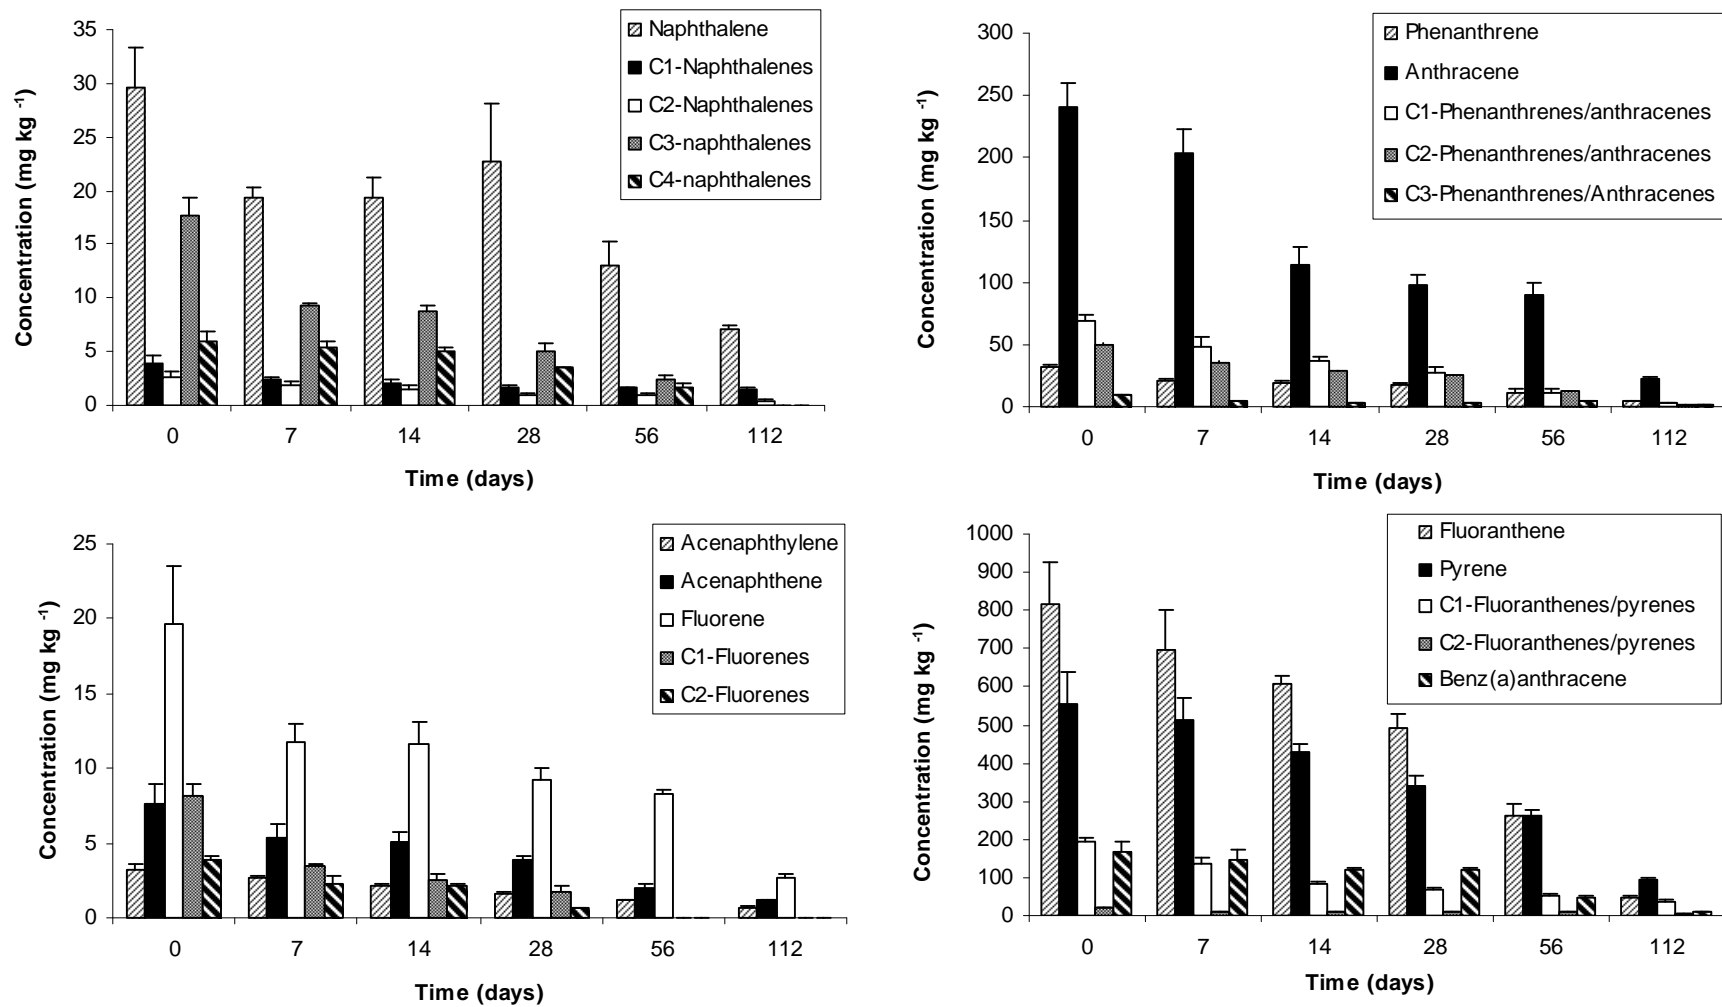 35
30
25
20
15
10
5
0
Concentration (mg kg -1)
0 7 14 28 56 112
Time (days)
Naphthalene
C1-Naphthalenes
C2-Naphthalenes
C3-naphthalenes
C4-naphthalenes
300
250
200
150
100
50
0
Concentration (mg kg -1)
0 7 14 28 56 112
Time (days)
Phenanthrene
Anthracene
C1-Phenanthrenes/anthracenes
C2-Phenanthrenes/anthracenes
C3-Phenanthrenes/Anthracenes
25
20
15
10
5
0
Concentration (mg kg -1)
0 7 14 28 56 112
Time (days)
Acenaphthylene
Acenaphthene
Fluorene
C1-Fluorenes
C2-Fluorenes
1000
900
800
700
600
500
400
300
200
100
0
Concentration (mg kg -1)
0 7 14 28 56 112
Time (days)
Fluoranthene
Pyrene
C1-Fluoranthenes/pyrenes
C2-Fluoranthenes/pyrenes
Benz(a)anthracene